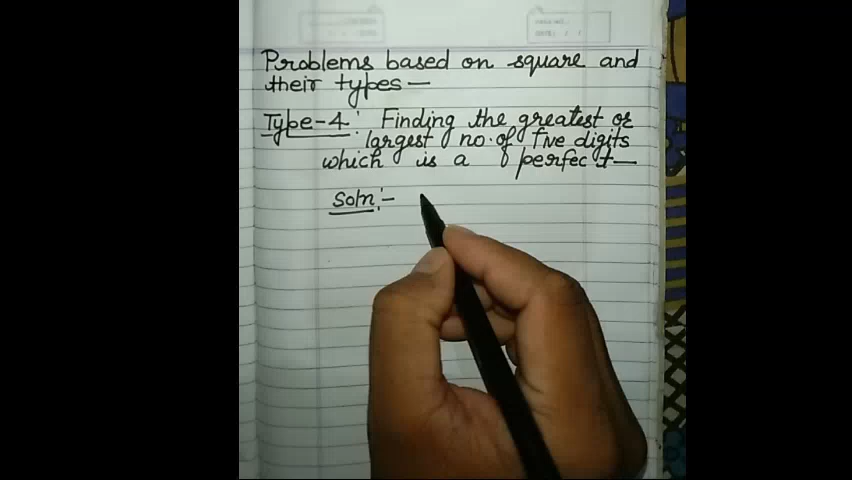 Problems based on square and
their types —
Type-4: Finding the greatest or
largest no. of five digits
which is a perfect —
Soln:-